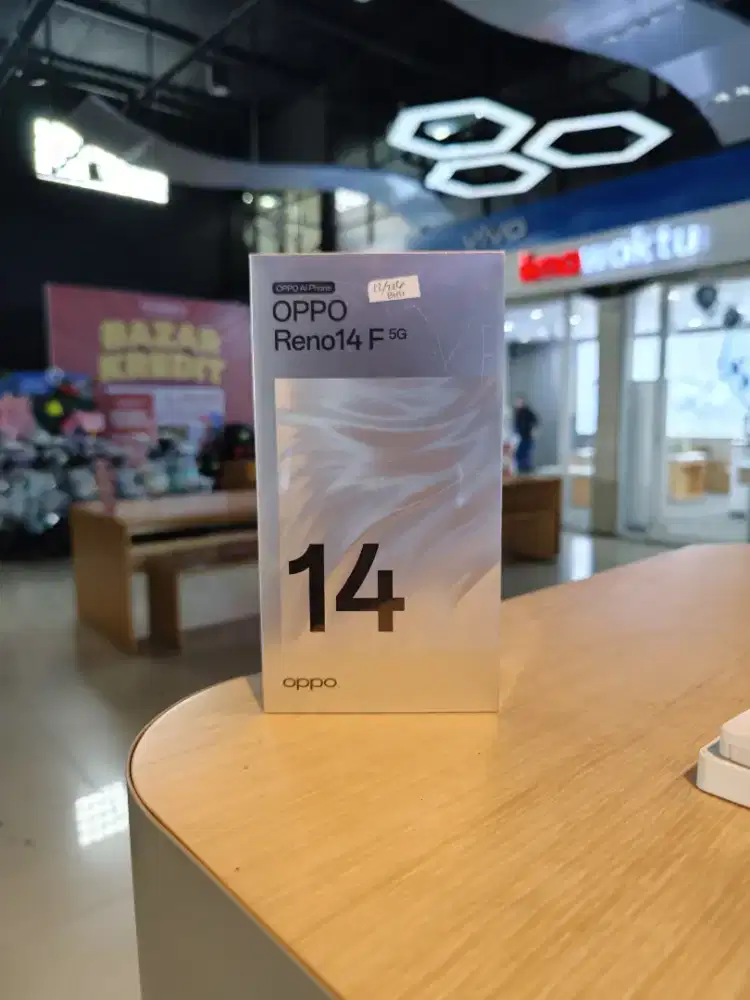 OPPO AI Phone
OPPO
Reno14 F 5G
14
oppo
BAZAR
KREDIT
vivo
waktu